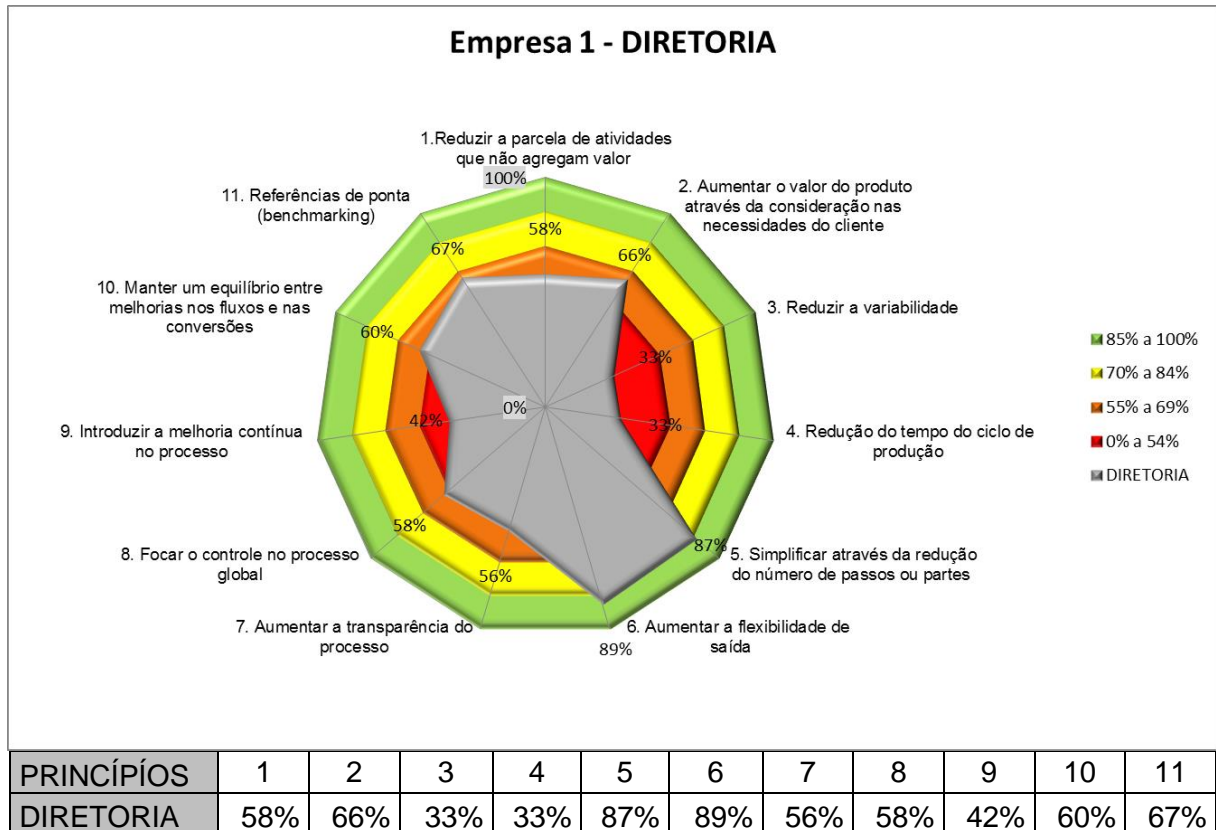 Empresa 1 - DIRETORIA
1.Reduzir a parcela de atividades
que não agregam valor
100%
11. Referências de ponta
(benchmarking)
2. Aumentar o valor do produto
através da consideração nas
necessidades do cliente
58%
67%
66%
10. Manter um equilíbrio entre
melhorias nos fluxos e nas
conversões
3. Reduzir a variabilidade
60%
33%
85% a 100%
70% a 84%
55% a 69%
0% a 54%
DIRETORIA
0%
42%
33%
9. Introduzir a melhoria contínua
no processo
4. Redução do tempo do ciclo de
produção
58%
87%
8. Focar o controle no processo
global
5. Simplificar através da redução
do número de passos ou partes
56%
7. Aumentar a transparência do
processo
6. Aumentar a flexibilidade de
saída
89%
PRINCÍPÍOS 1 2 3 4 5 6 7 8 9 10 11
DIRETORIA 58% 66% 33% 33% 87% 89% 56% 58% 42% 60% 67%